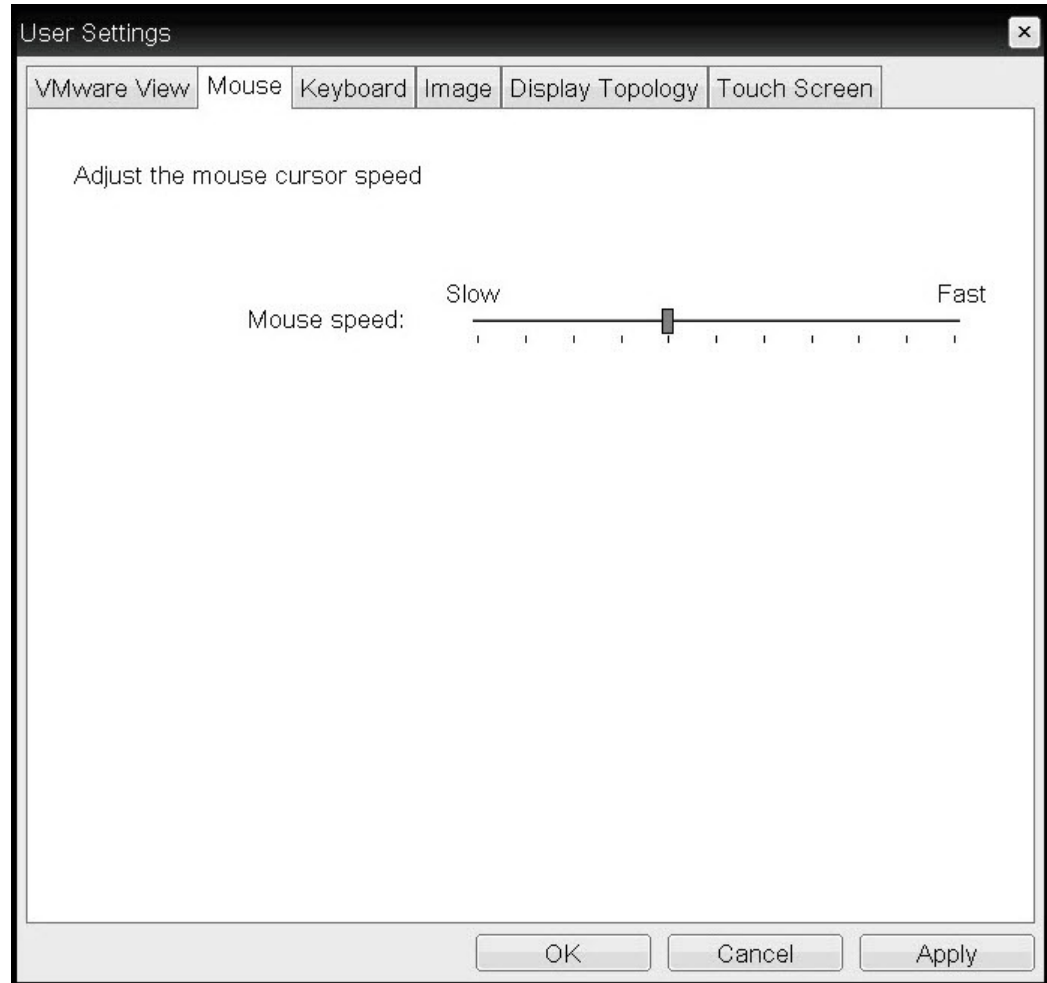 User Settings
VMware View Mouse Keyboard Image Display Topology Touch Screen
Adjust the mouse cursor speed
Slow Fast
Mouse speed:
OK Cancel Apply